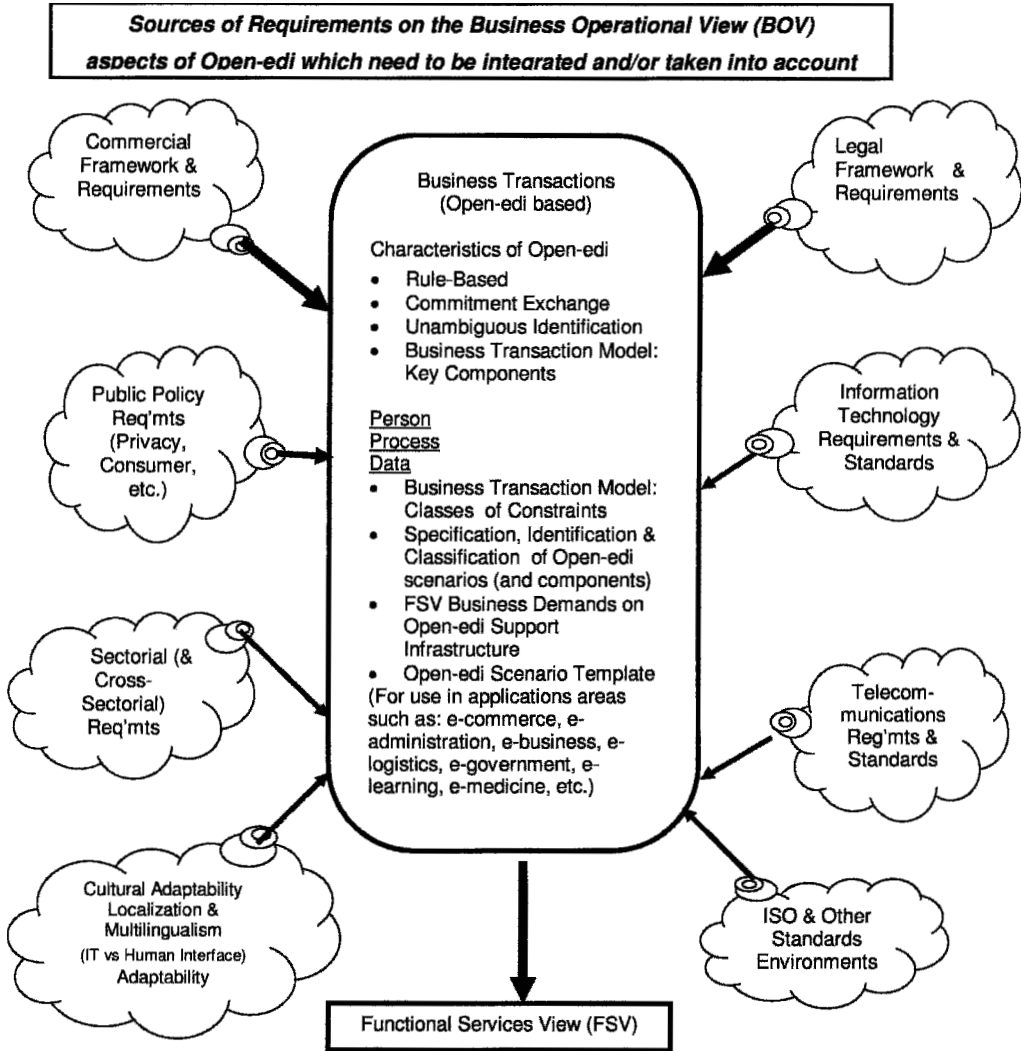 Sources of Requirements on the Business Operational View (BOV)
aspects of Open-edi which need to be integrated and/or taken into account
Commercial
Framework &
Requirements
Public Policy
Req'mts
(Privacy,
Consumer,
etc.)
Sectorial (&
Cross-
Sectorial)
Req'mts
Cultural Adaptability
Localization &
Multilingualism
(IT vs Human Interface)
Adaptability
Business Transactions
(Open-edi based)
Characteristics of Open-edi
• Rule-Based
• Commitment Exchange
• Unambiguous Identification
• Business Transaction Model:
Key Components
Person
Process
Data
• Business Transaction Model:
Classes of Constraints
• Specification, Identification &
Classification of Open-edi
scenarios (and components)
• FSV Business Demands on
Open-edi Support
Infrastructure
• Open-edi Scenario Template
(For use in applications areas
such as: e-commerce, e-
administration, e-business, e-
logistics, e-government, e-
learning, e-medicine, etc.)
Legal
Framework &
Requirements
Information
Technology
Requirements &
Standards
Telecom-
munications
Reg'mts &
Standards
ISO & Other
Standards
Environments
Functional Services View (FSV)